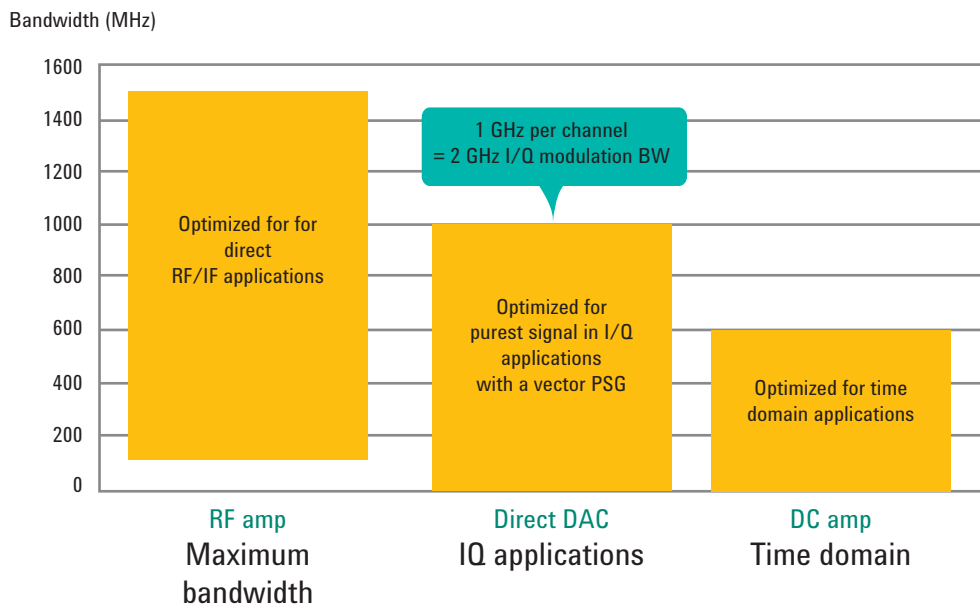 Bandwidth (MHz)
1600
1400
1200
1000
800
600
400
200
0
Optimized for for
direct
RF/IF applications
1 GHz per channel
= 2 GHz I/Q modulation BW
Optimized for
purest signal in I/Q
applications
with a vector PSG
Optimized for time
domain applications
RF amp
Maximum
bandwidth
Direct DAC
IQ applications
DC amp
Time domain